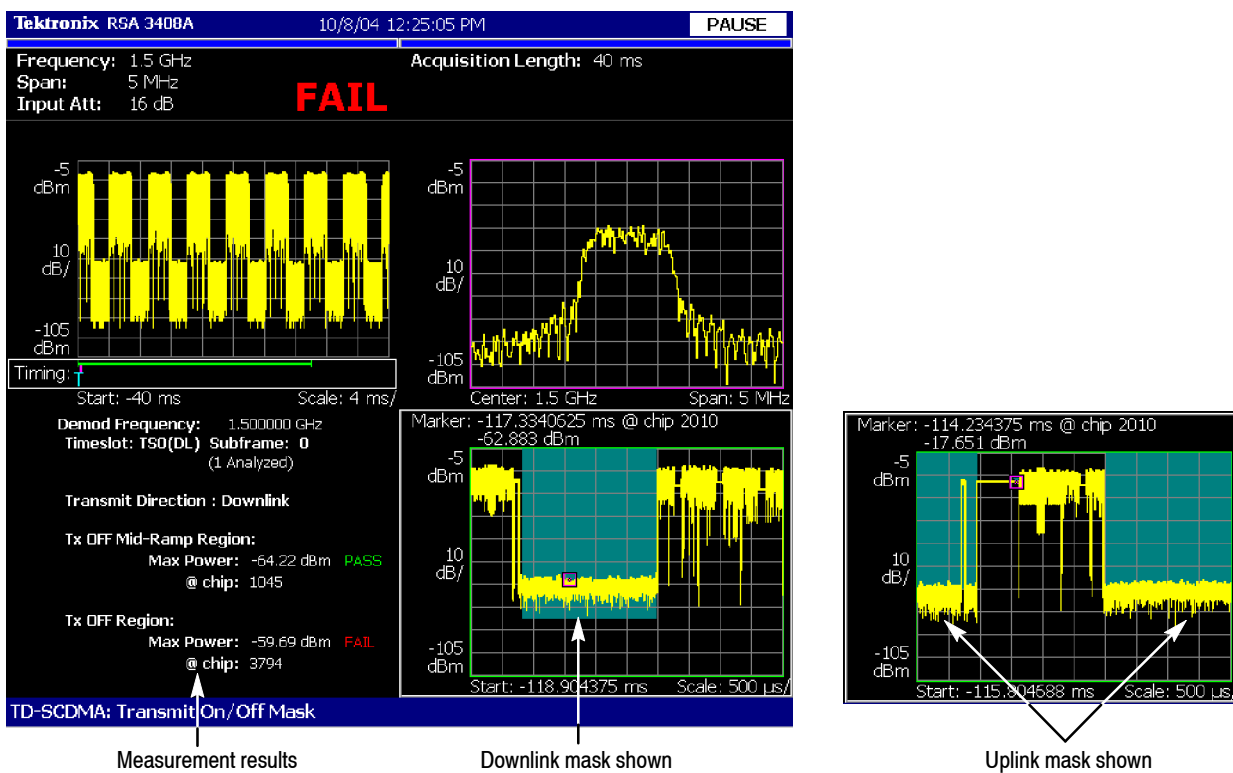 Tektronix RSA 3408A 10/8/04 12:25:05 PM PAUSE
Frequency: 1.5 GHz
Span: 5 MHz
Input Att: 16 dB
FAIL
Acquisition Length: 40 ms
-5
dBm
10
dB/
-105
dBm
Timing:
Start: -40 ms Scale: 4 ms/
-5
dBm
10
dB/
-105
dBm
Center: 1.5 GHz Span: 5 MHz
Demod Frequency: 1.500000 GHz
Timeslot: TS0(DL) Subframe: 0
(1 Analyzed)
Transmit Direction : Downlink
Tx OFF Mid-Ramp Region:
Max Power: -64.22 dBm PASS
@ chip: 1045
Tx OFF Region:
Max Power: -59.69 dBm FAIL
@ chip: 3794
Marker: -117.3340625 ms @ chip 2010
-62.883 dBm
-5
dBm
10
dB/
-105
dBm
Start: -118.904375 ms Scale: 500 µs/
TD-SCDMA: Transmit On/Off Mask
Marker: -114.234375 ms @ chip 2010
-17.651 dBm
-5
dBm
10
dB/
-105
dBm
Start: -115.804688 ms Scale: 500 µs/
Measurement results
Downlink mask shown
Uplink mask shown